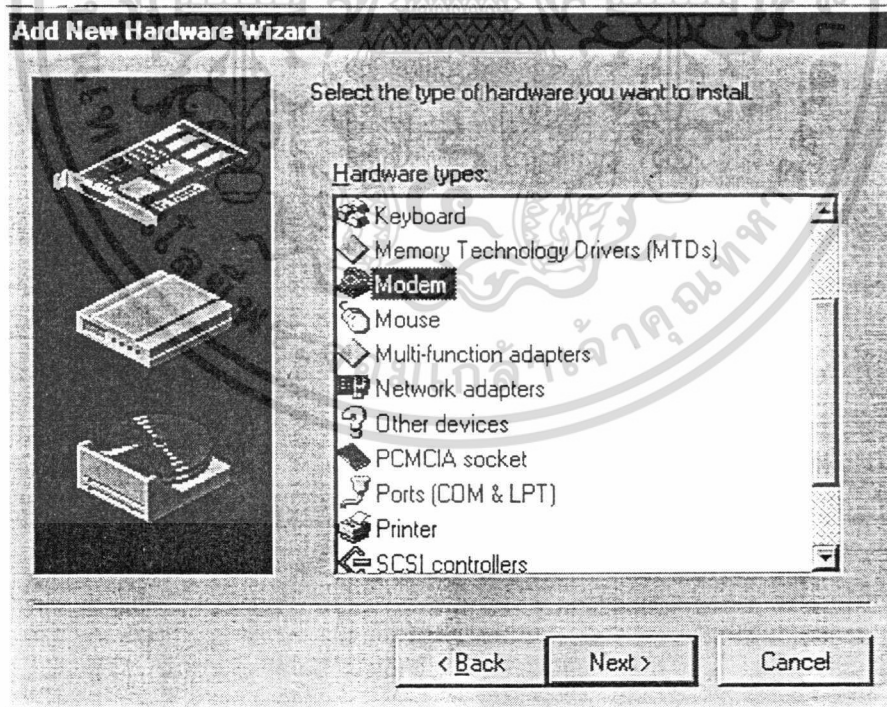 Add New Hardware Wizard
Select the type of hardware you want to install.
Hardware types:
Keyboard
Memory Technology Drivers (MTDs)
Modem
Mouse
Multi-function adapters
Network adapters
Other devices
PCMCIA socket
Ports (COM & LPT)
Printer
SCSI controllers
< Back
Next >
Cancel